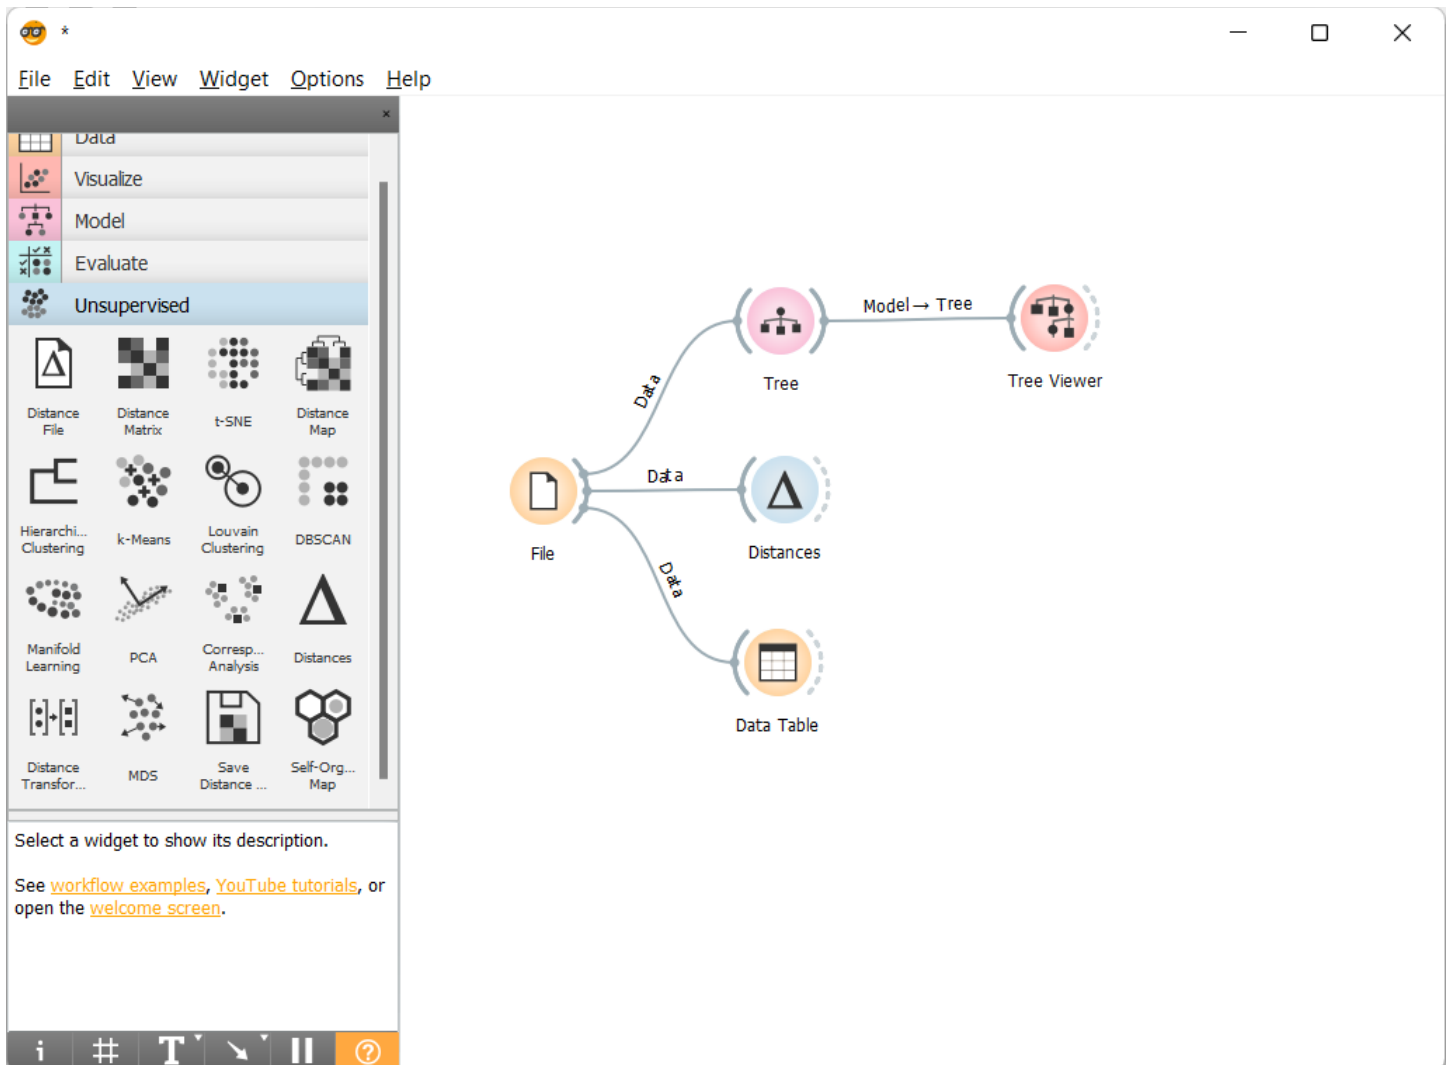 *
File Edit View Widget Options Help
×
Data
Visualize
Model
Evaluate
Unsupervised
Distance File
Distance Matrix
t-SNE
Distance Map
Hierarchi... Clustering
k-Means
Louvain Clustering
DBSCAN
Manifold Learning
PCA
Corresp... Analysis
Distances
Distance Transfor...
MDS
Save Distance ...
Self-Org... Map
Select a widget to show its description.
See workflow examples, YouTube tutorials, or
open the welcome screen.
i # T ?
Data
Tree
Model → Tree
Tree Viewer
File
Data
Distances
Data
Data Table